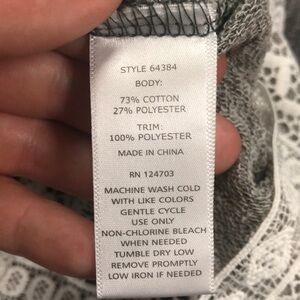 STYLE 64384
BODY:
73% COTTON
27% POLYESTER
TRIM:
100% POLYESTER
MADE IN CHINA
RN 124703
MACHINE WASH COLD
WITH LIKE COLORS
GENTLE CYCLE
USE ONLY
NON-CHLORINE BLEACH
WHEN NEEDED
TUMBLE DRY LOW
REMOVE PROMPTLY
LOW IRON IF NEEDED